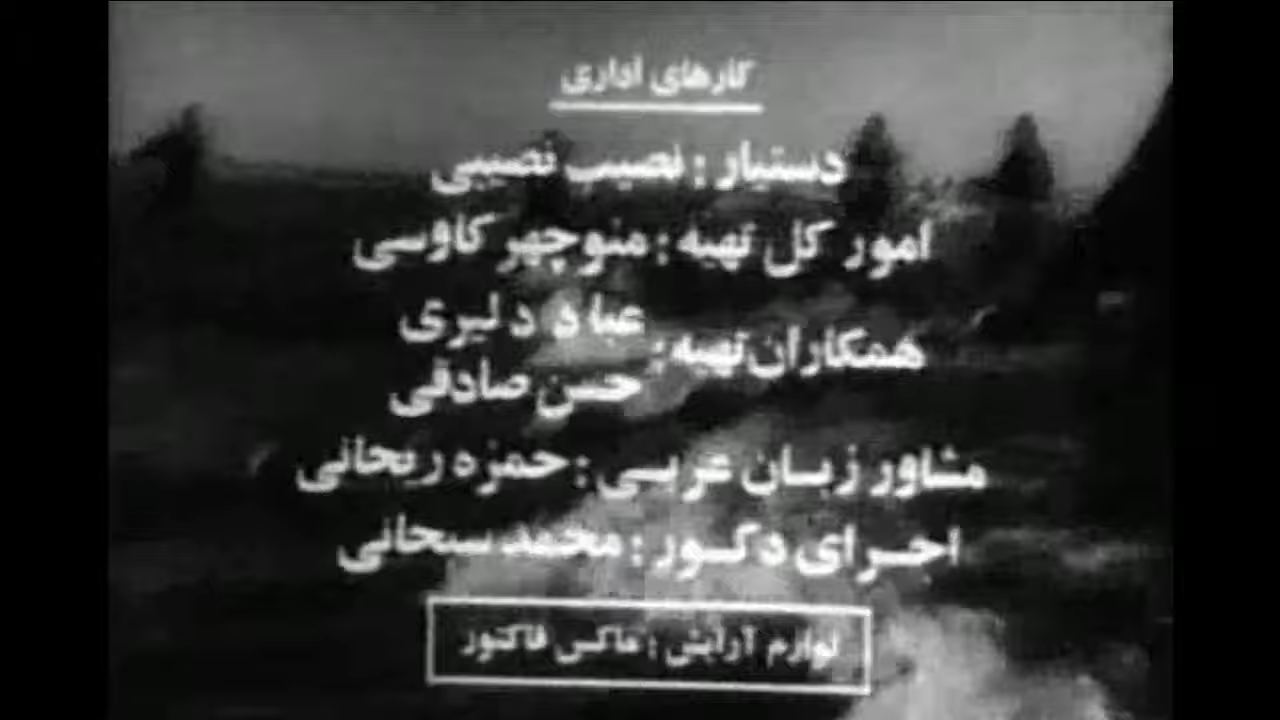 کارهای اداری
دستیار : نصیب نصیبی
امور کل تهیه : منوچهر کاوسی
همکاران تهیه : عباد دلیری
حسن صادقی
مشاور زبان عربی : حمزه ریحانی
اجرای دکور : محمد سبحانی
لوازم آرایش : ماکس فاکتور